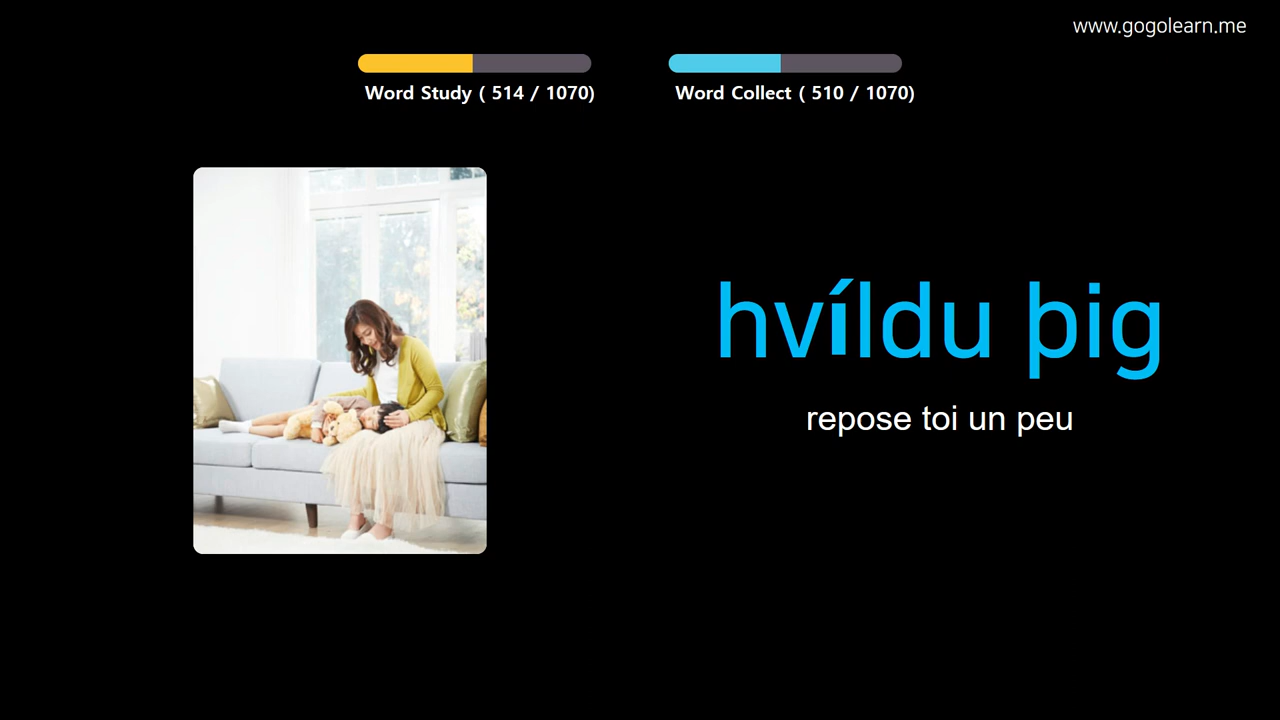 www.gogolearn.me
Word Study ( 514 / 1070)
Word Collect ( 510 / 1070)
hvíldu þig
repose toi un peu